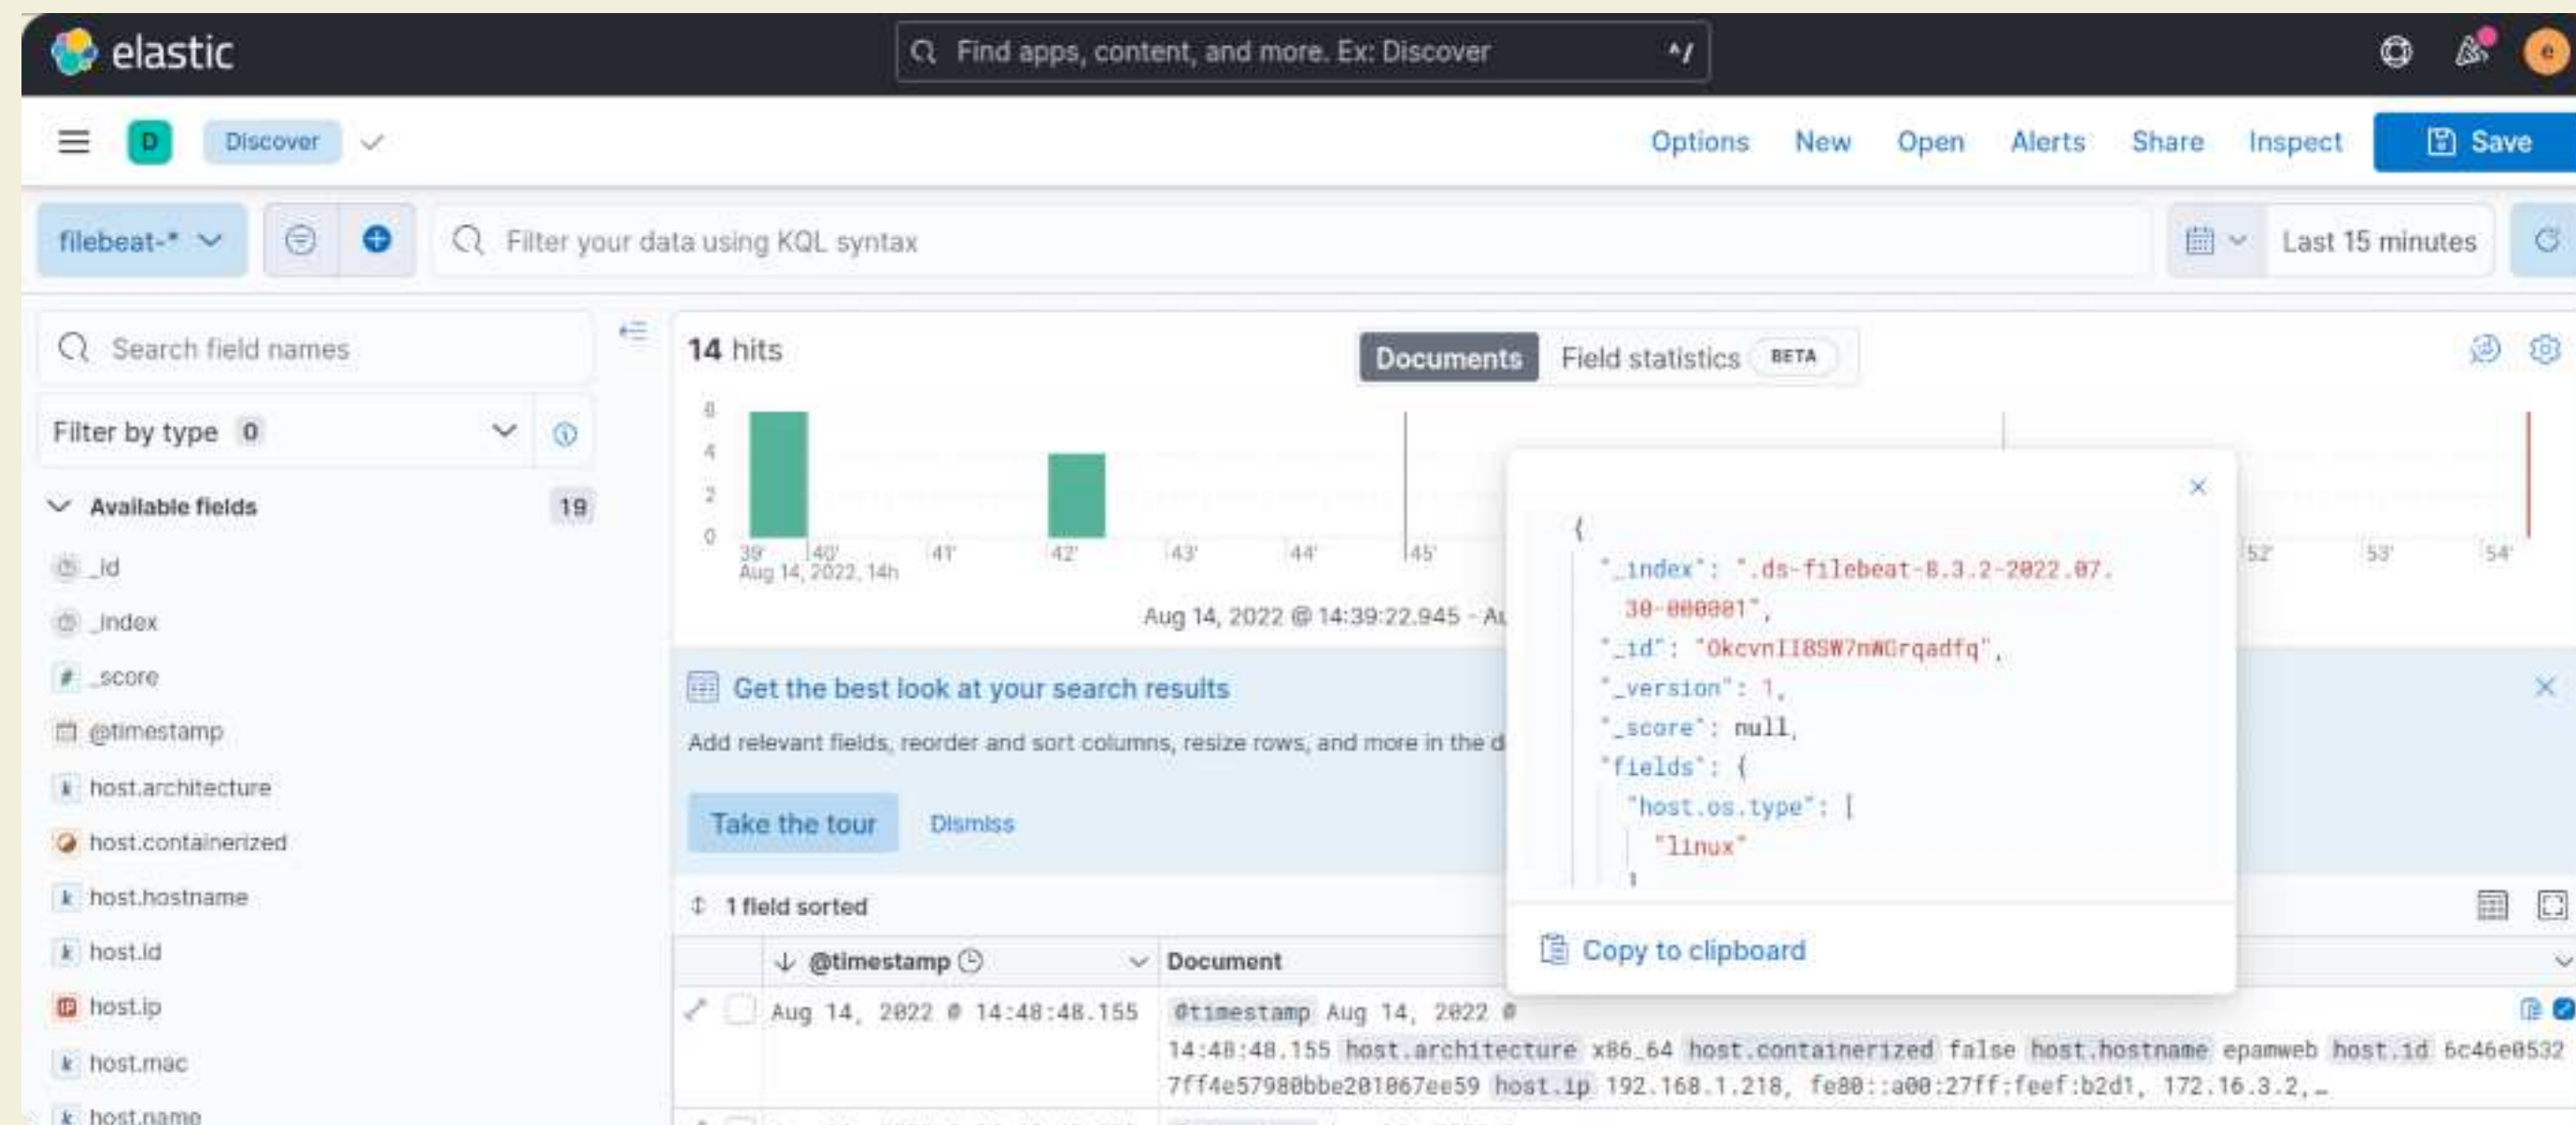 elastic
Find apps, content, and more. Ex: Discover ^/
e
D Discover
Options New Open Alerts Share Inspect Save
filebeat-*
Filter your data using KQL syntax
Last 15 minutes
Search field names
Filter by type 0
Available fields 19
_id
_index
_score
@timestamp
host.architecture
host.containerized
host.hostname
host.id
host.ip
host.mac
host.name
14 hits
Documents Field statistics BETA
4
2
0
39' 40' 41' 42' 43' 44' 45' 52' 53' 54'
Aug 14, 2022, 14h
Aug 14, 2022 @ 14:39:22.945 -
Get the best look at your search results
Add relevant fields, reorder and sort columns, resize rows, and more in the
Take the tour Dismiss
1 field sorted
{
"_index": ".ds-filebeat-8.3.2-2022.07.
30-000001",
"_id":
"_version": 1,
"_score": null,
"fields": {
"host.os.type": [
"linux"
]
Copy to clipboard
@timestamp Document
Aug 14, 2022 @ 14:48:48.155 @timestamp Aug 14, 2022 @
14:48:48.155 host.architecture x86_64 host.containerized false host.hostname epamweb host.id 6c46e0532
7ff4e57980bbe201067ee59 host.ip 192.168.1.218, fe80::a00:27ff:feef:b2d1, 172.16.3.2,…